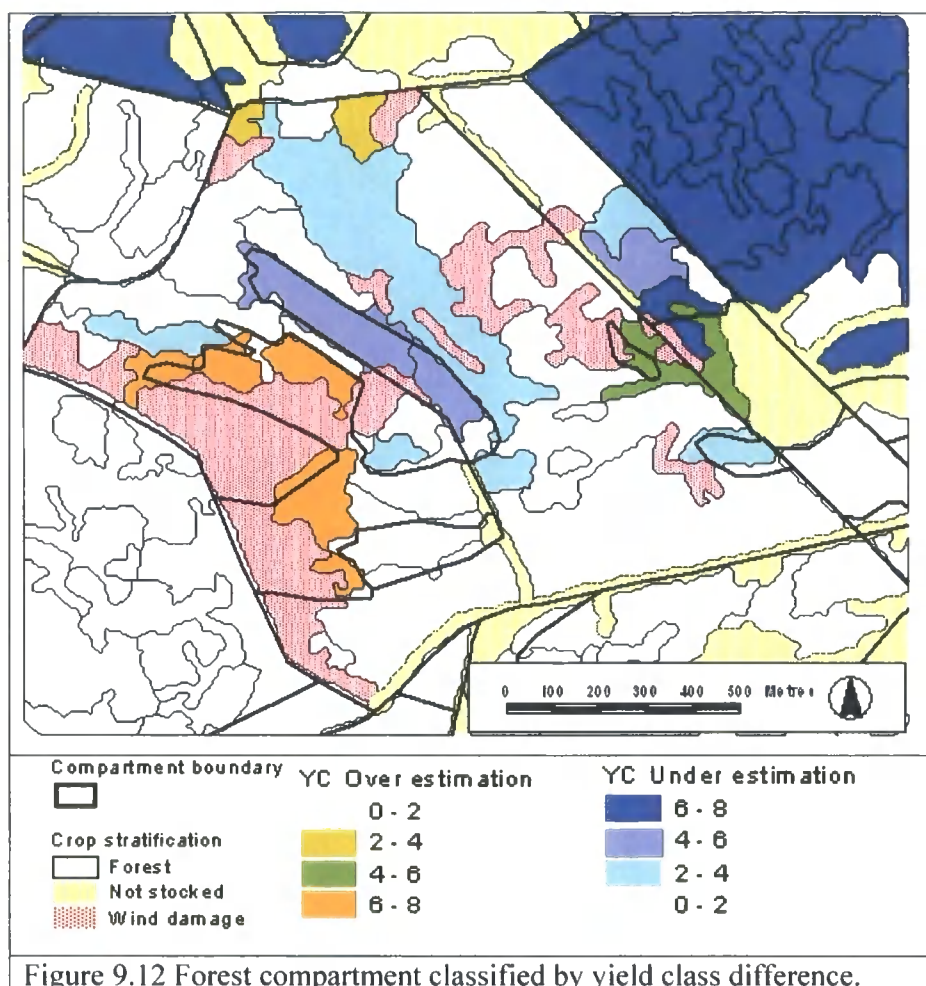 0 100 200 300 400 500 Metres
Compartment boundary
Crop stratification
Forest
Not stocked
Wind damage
YC Over estimation
0 - 2
2 - 4
4 - 6
6 - 8
YC Under estimation
6 - 8
4 - 6
2 - 4
0 - 2
Figure 9.12 Forest compartment classified by yield class difference.